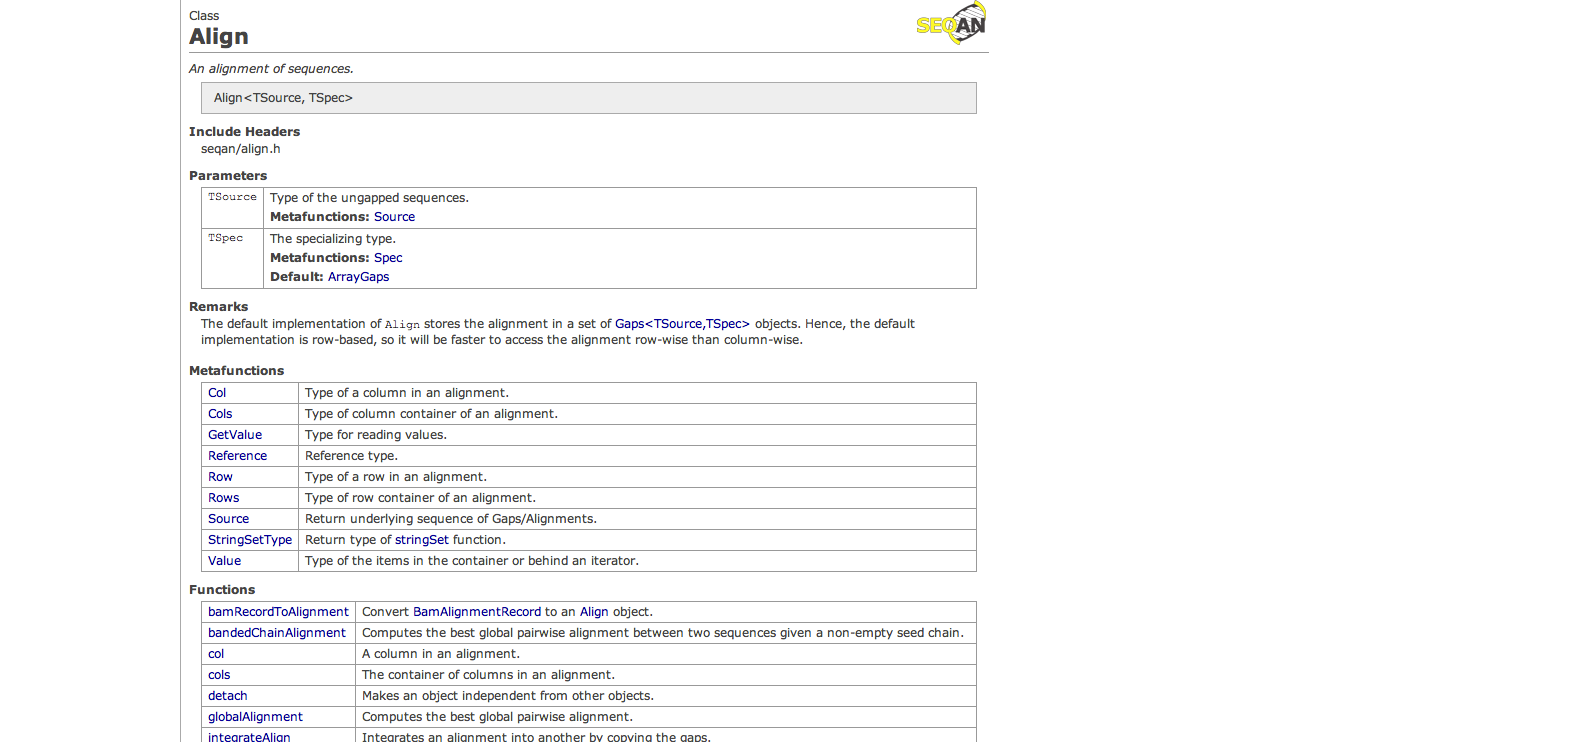 Class
Align
SEQAN
An alignment of sequences.
Align<TSource, TSpec>
Include Headers
seqan/align.h
Parameters
TSource Type of the ungapped sequences.
Metafunctions: Source
TSpec The specializing type.
Metafunctions: Spec
Default: ArrayGaps
Remarks
The default implementation of Align stores the alignment in a set of Gaps<TSource,TSpec> objects. Hence, the default
implementation is row-based, so it will be faster to access the alignment row-wise than column-wise.
Metafunctions
Col Type of a column in an alignment.
Cols Type of column container of an alignment.
GetValue Type for reading values.
Reference Reference type.
Row Type of a row in an alignment.
Rows Type of row container of an alignment.
Source Return underlying sequence of Gaps/Alignments.
StringSetType Return type of stringSet function.
Value Type of the items in the container or behind an iterator.
Functions
bamRecordToAlignment Convert BamAlignmentRecord to an Align object.
bandedChainAlignment Computes the best global pairwise alignment between two sequences given a non-empty seed chain.
col A column in an alignment.
cols The container of columns in an alignment.
detach Makes an object independent from other objects.
globalAlignment Computes the best global pairwise alignment.
integrateAlign Integrates an alignment into another by copying the gaps.